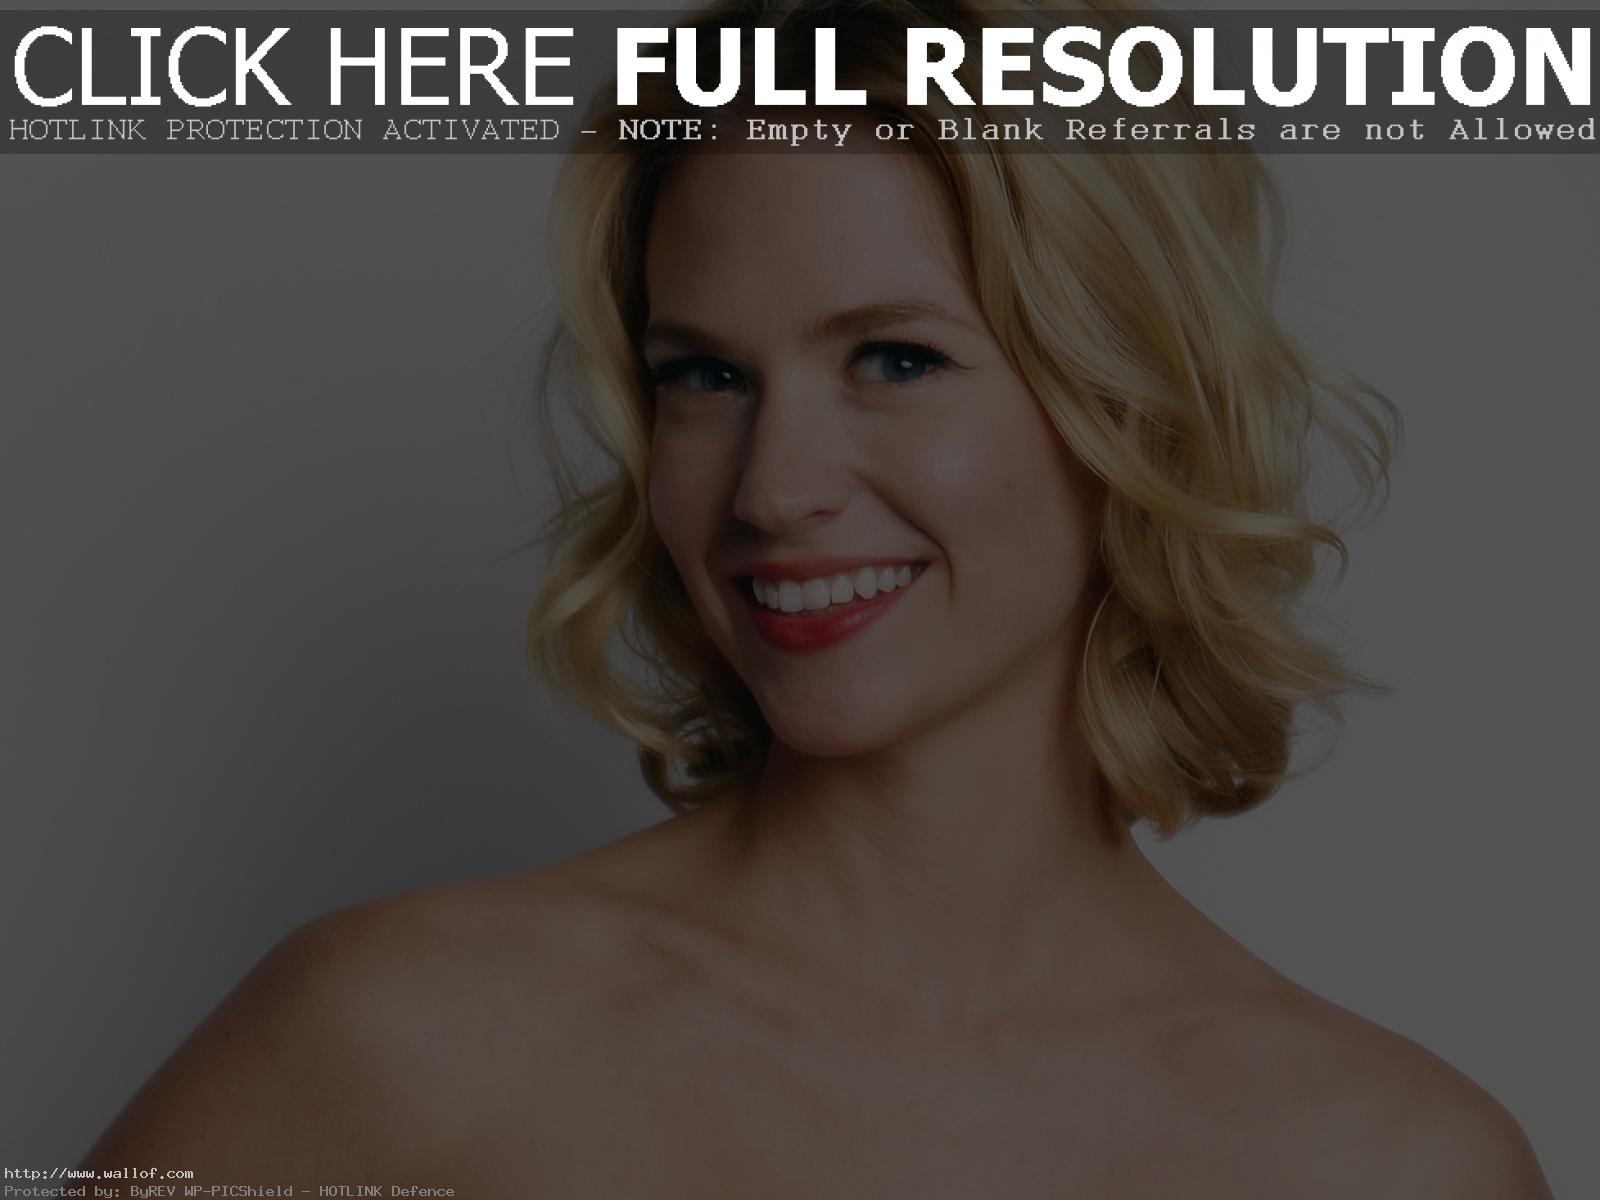 CLICK HERE FULL RESOLUTION
HOTLINK PROTECTION ACTIVATED - NOTE: Empty or Blank Referrals are not Allowed
http://www.wallof.com
Protected by: ByREV WP-PICShield - HOTLINK Defence